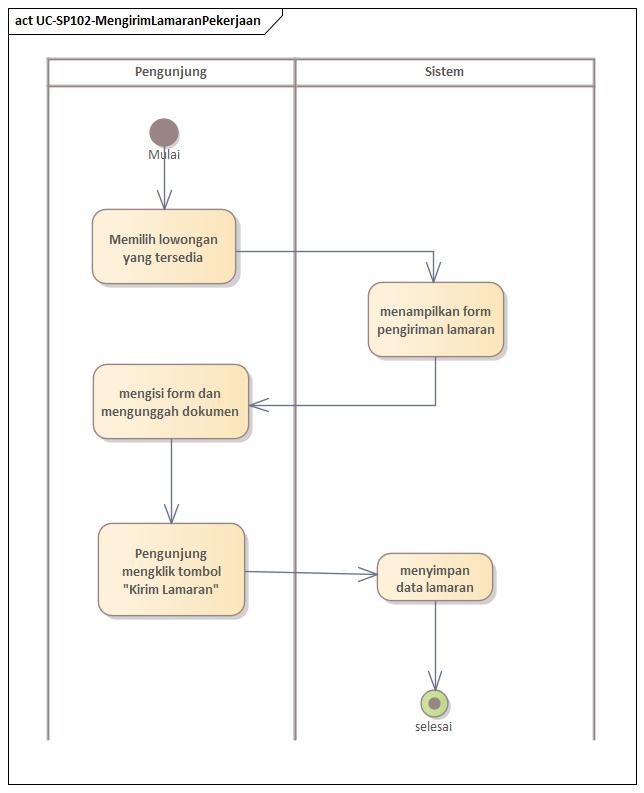 act UC-SP102-MengirimLamaranPekerjaan
Pengunjung
Sistem
Mulai
Memilih lowongan
yang tersedia
menampilkan form
pengiriman lamaran
mengisi form dan
mengunggah dokumen
Pengunjung
mengklik tombol
"Kirim Lamaran"
menyimpan
data lamaran
selesai